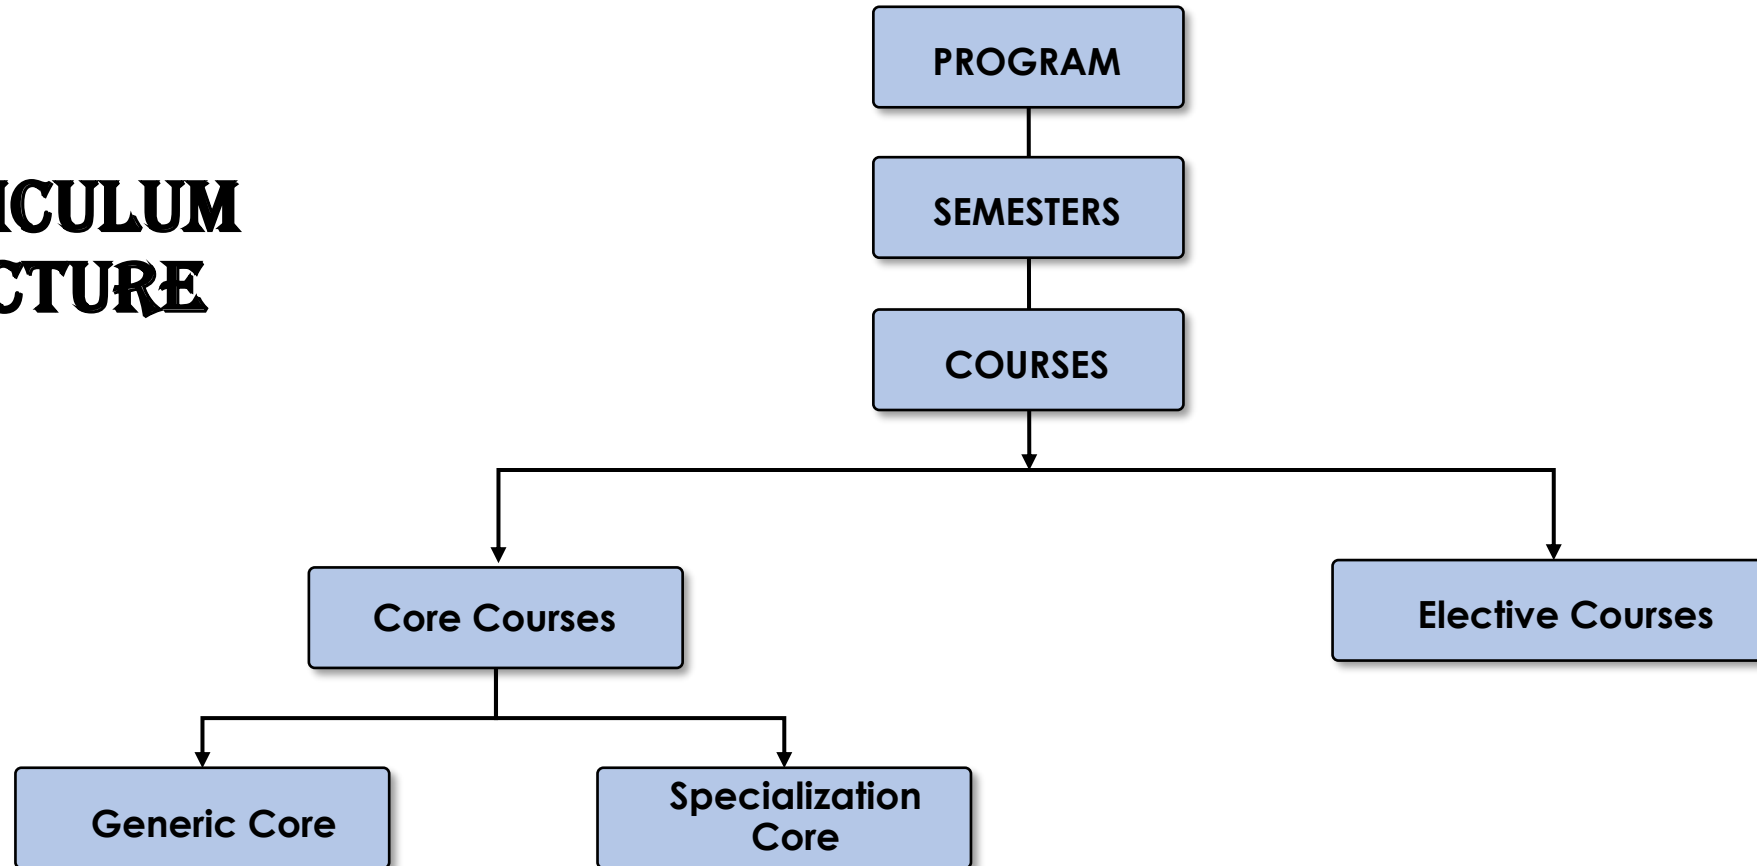 PROGRAM
ICULUM
SEMESTERS
CTURE
COURSES
Core Courses
Elective Courses
Generic Core
Specialization
Core